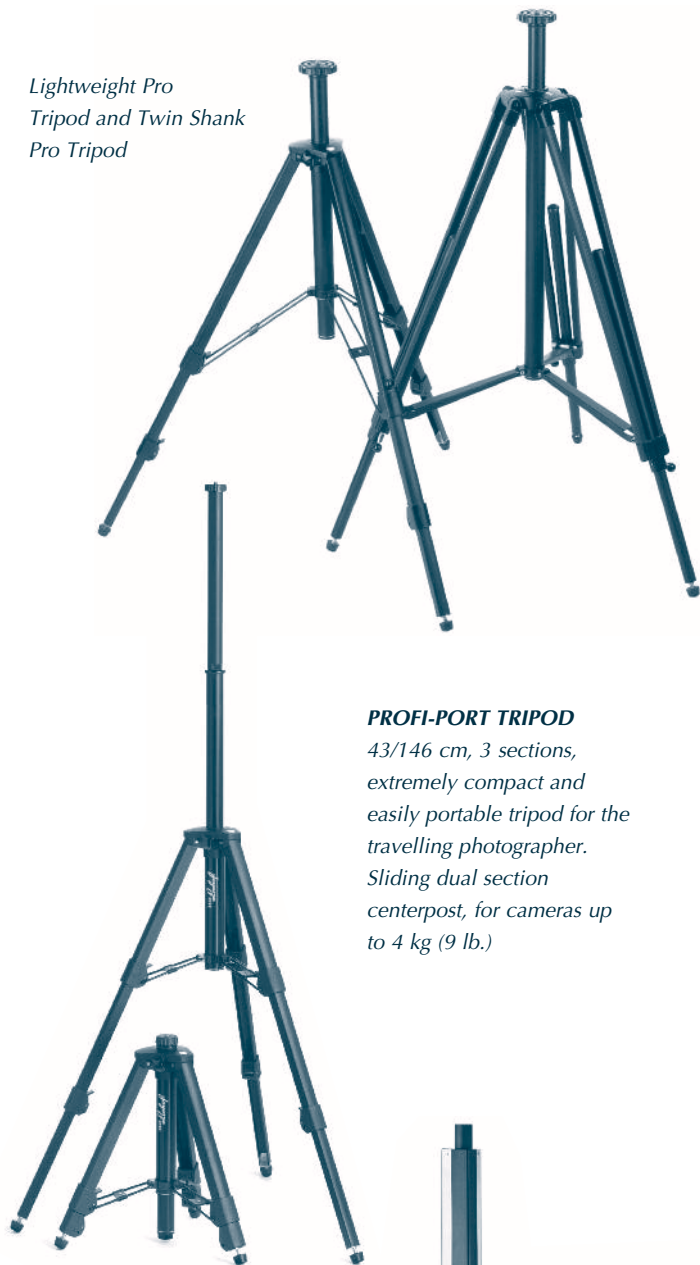 Lightweight Pro
Tripod and Twin Shank
Pro Tripod
PROFI-PORT TRIPOD
43/146 cm, 3 sections,
extremely compact and
easily portable tripod for the
travelling photographer.
Sliding dual section
centerpost, for cameras up
to 4 kg (9 lb.)